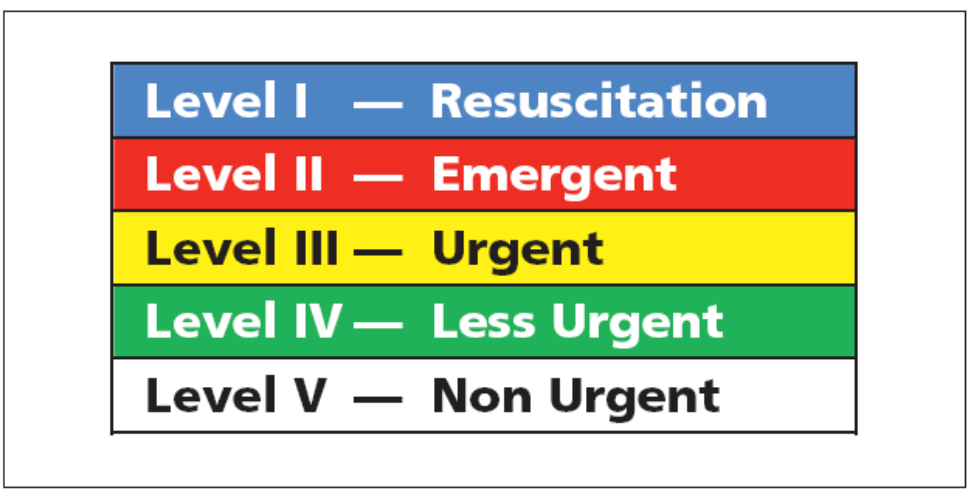 Level I — Resuscitation
Level II — Emergent
Level III — Urgent
Level IV — Less Urgent
Level V — Non Urgent